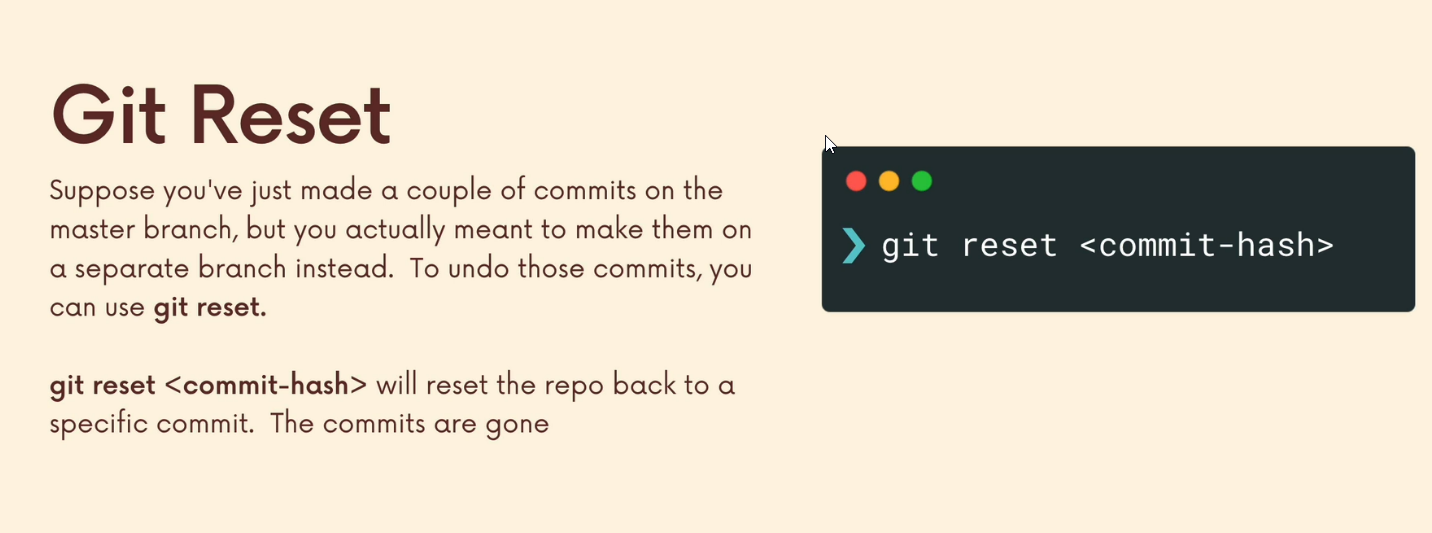 Git Reset
Suppose you've just made a couple of commits on the
master branch, but you actually meant to make them on
a separate branch instead.  To undo those commits, you
can use git reset.
git reset <commit-hash> will reset the repo back to a
specific commit.  The commits are gone
❯ git reset <commit-hash>